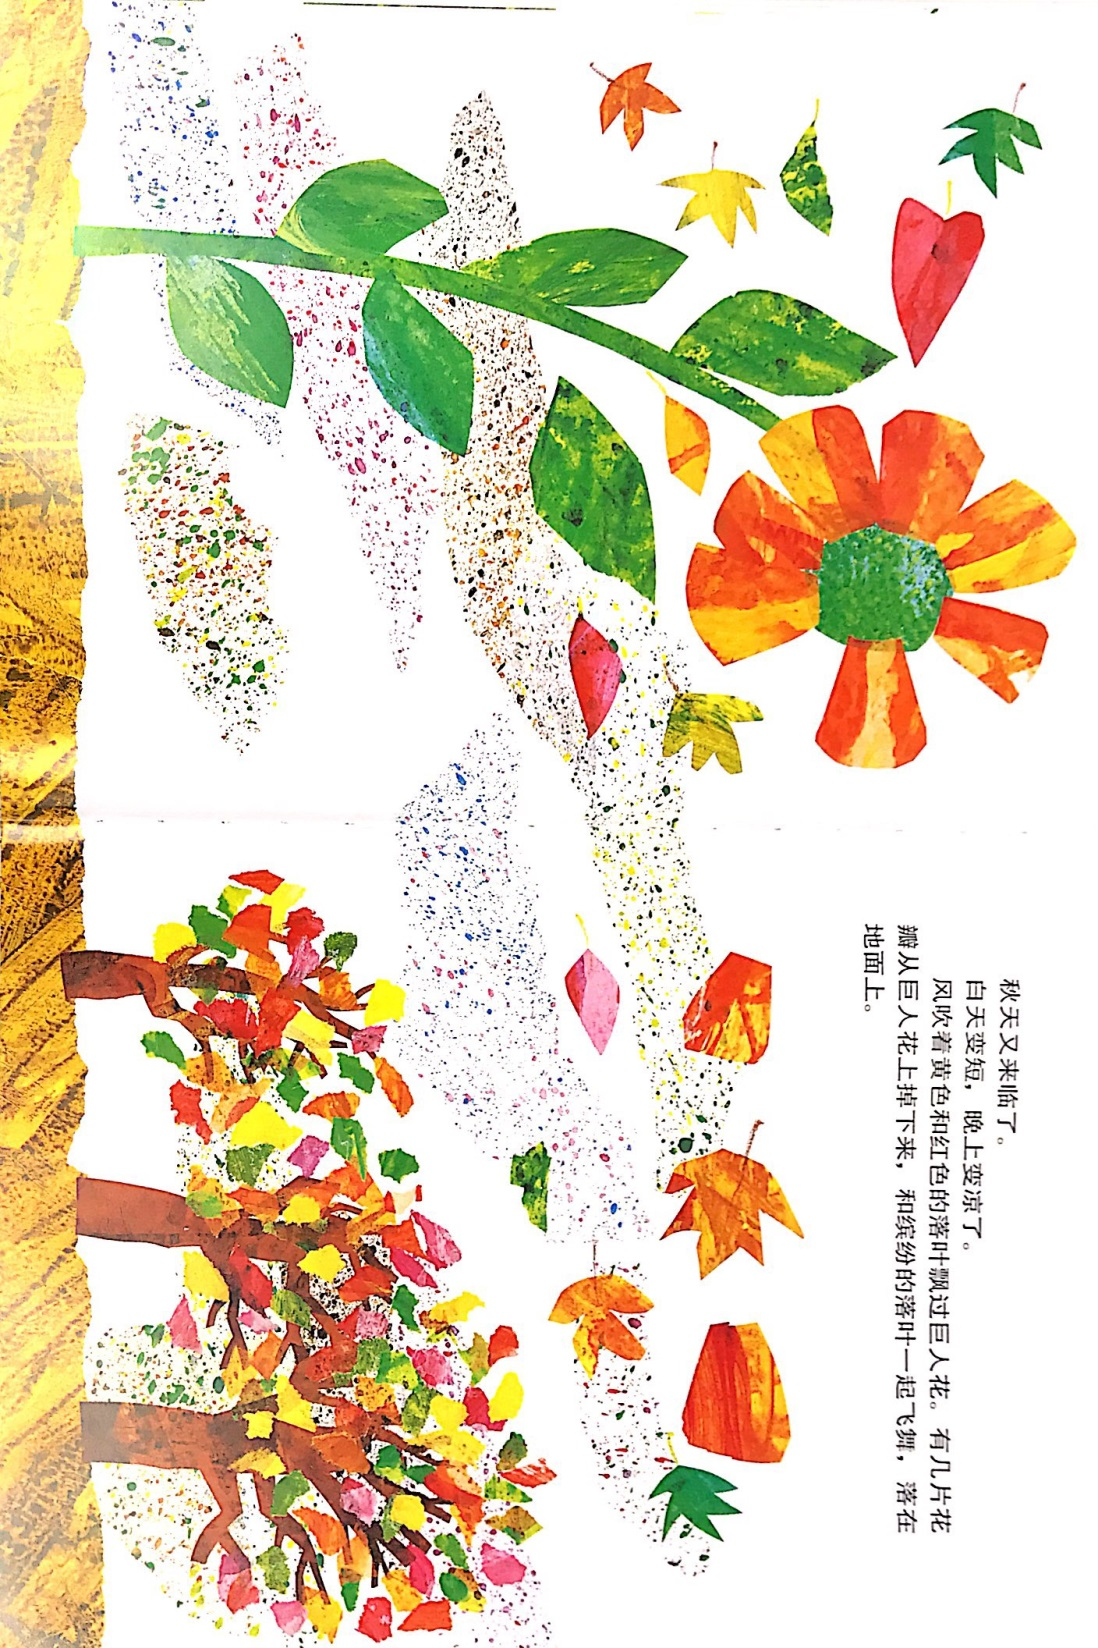 秋天又来临了。
白天变短，晚上变凉了。
风吹着黄色和红色的落叶飘过巨人花。有几片花
瓣从巨人花上掉下来，和缤纷的落叶一起飞舞，落在
地面上。